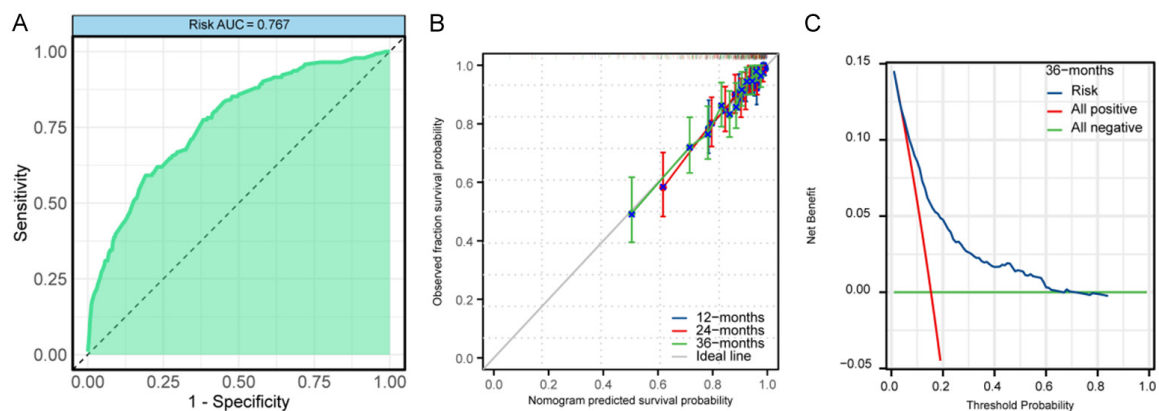 A
Risk AUC = 0.767
1.00
0.75
0.50
0.25
0.00
Sensitivity
0.00 0.25 0.50 0.75 1.00
1 - Specificity
B
1.0
0.8
0.6
0.4
0.2
0.0
Observed fraction survival probability
12-months
24-months
36-months
Ideal line
0.0 0.2 0.4 0.6 0.8 1.0
Nomogram predicted survival probability
C
0.15
0.10
0.05
0.00
-0.05
Net Benefit
36-months
Risk
All positive
All negative
0.0 0.2 0.4 0.6 0.8 1.0
Threshold Probability